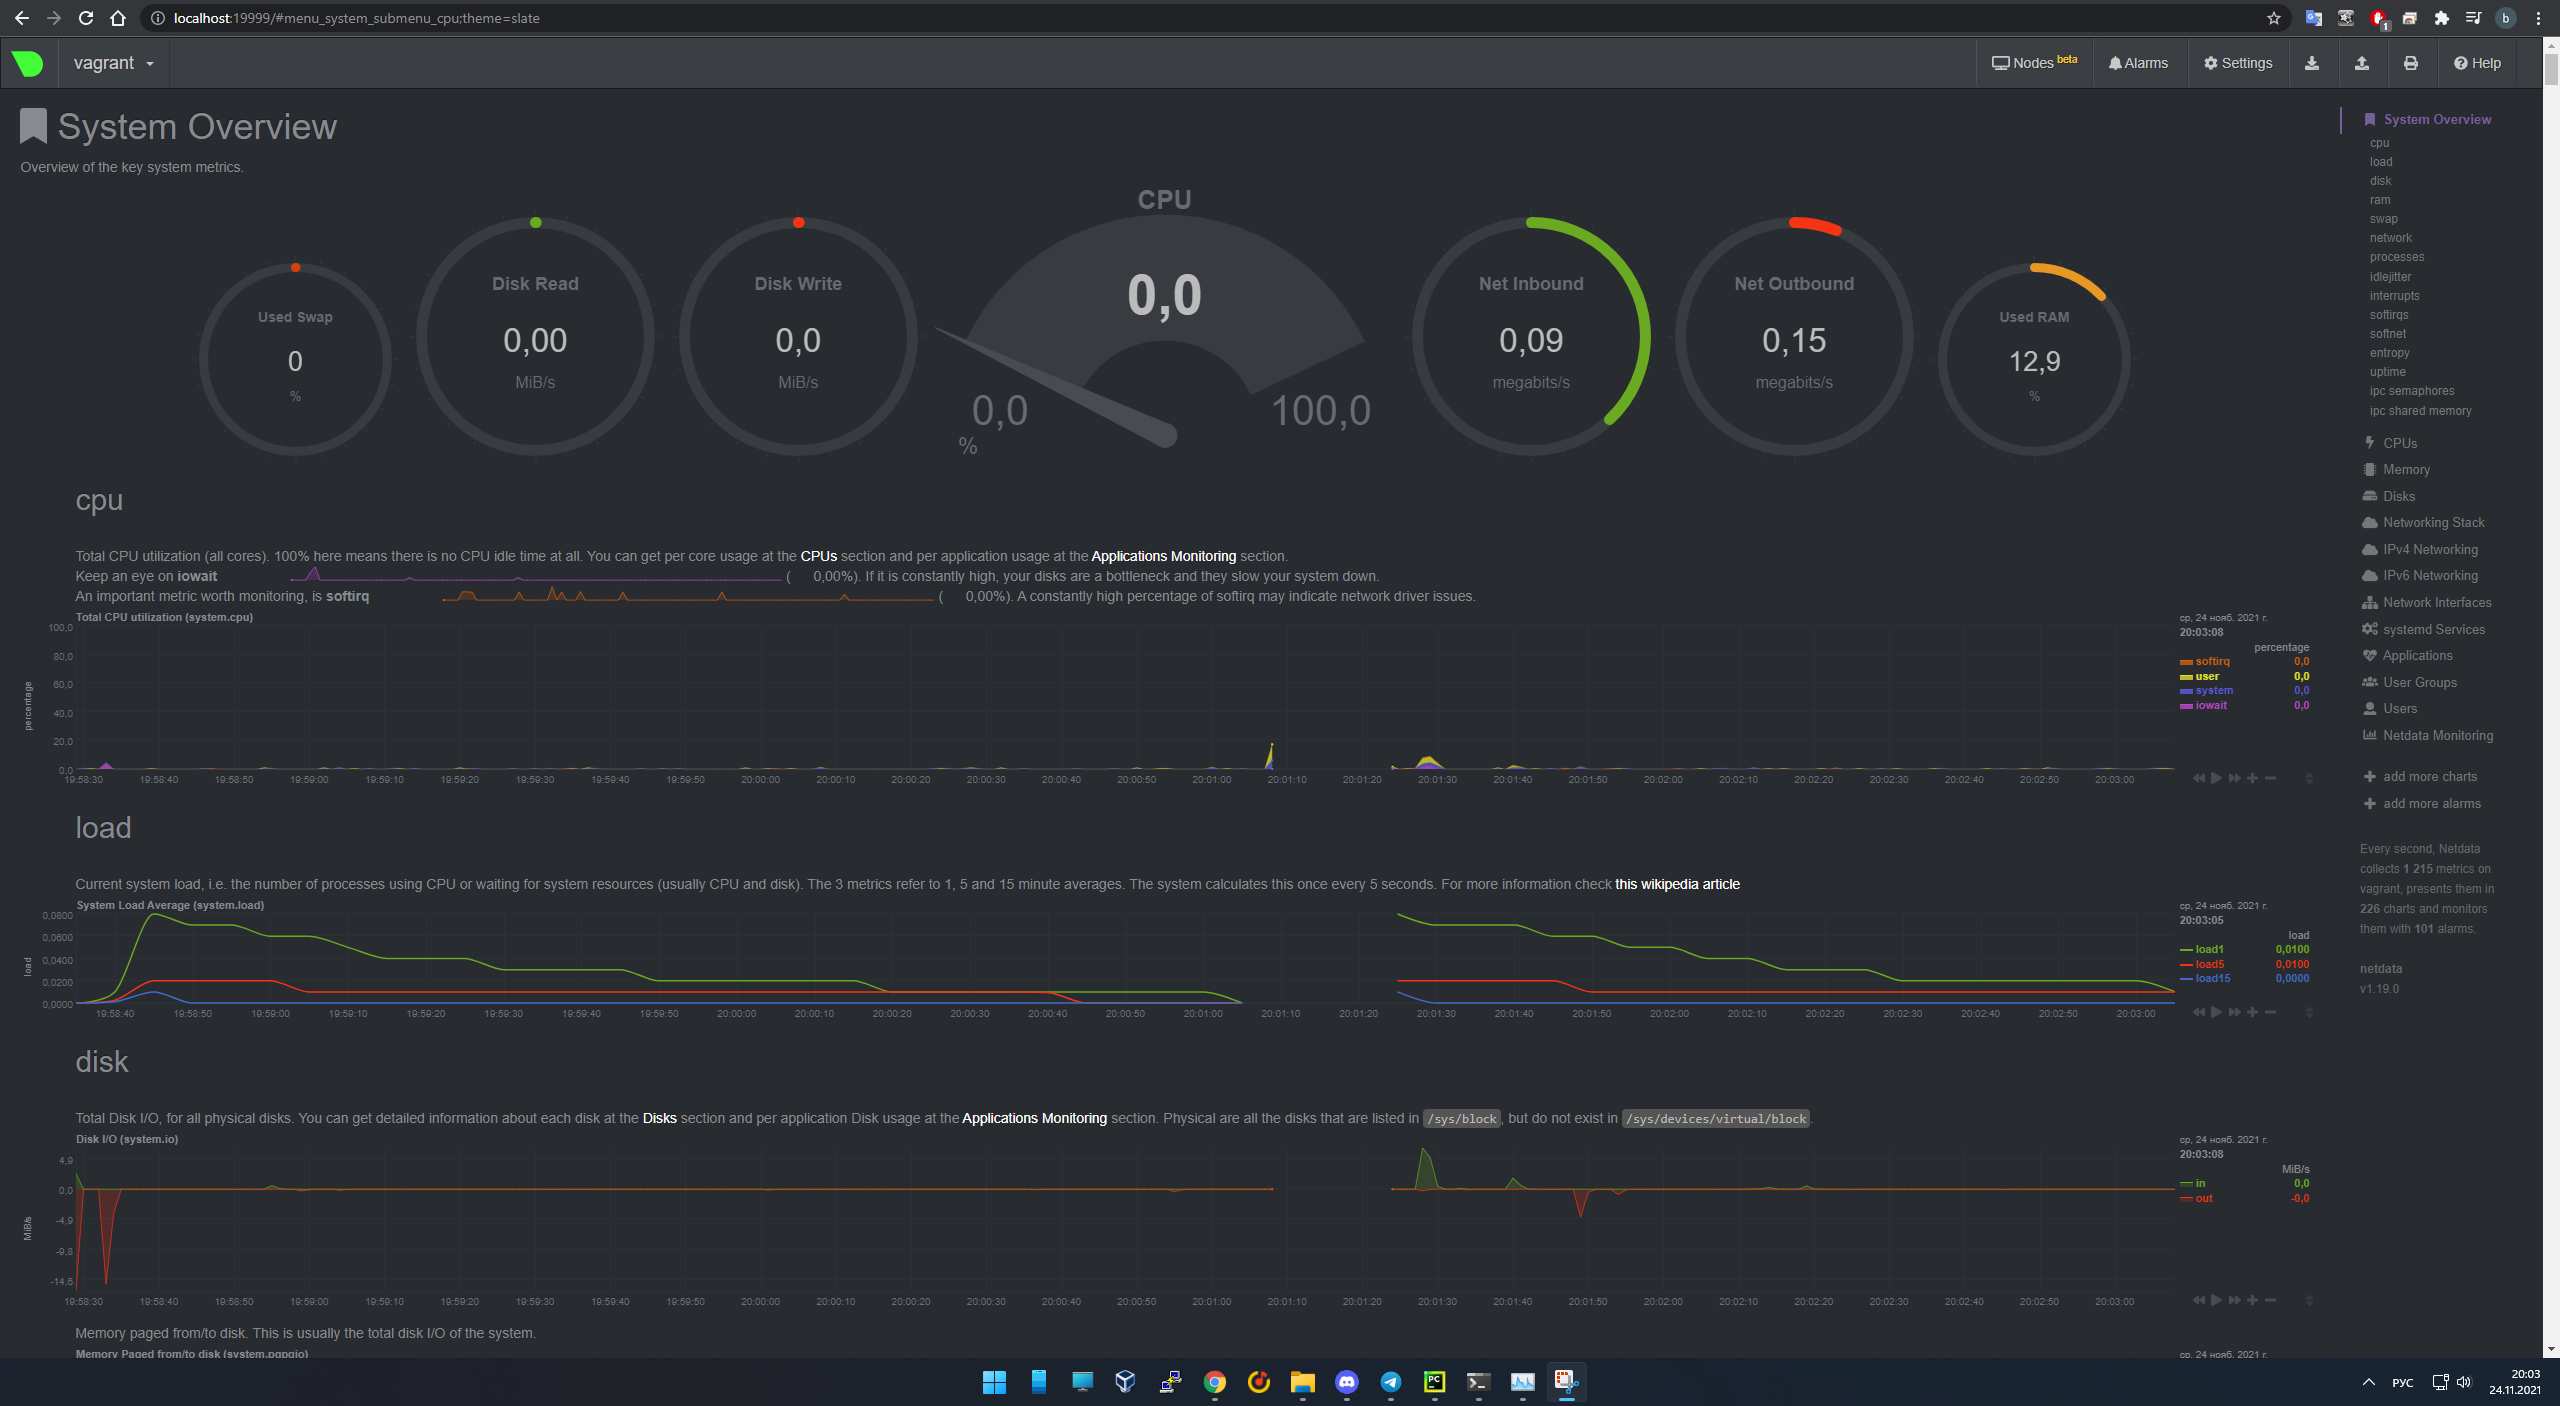 localhost:19999/#menu_system_submenu_cpu;theme=slate
1
b
vagrant
Nodes beta
Alarms
Settings
Help
System Overview
Overview of the key system metrics.
Used Swap
0
%
Disk Read
0,00
MiB/s
Disk Write
0,0
MiB/s
CPU
0,0
0,0
100,0
%
Net Inbound
0,09
megabits/s
Net Outbound
0,15
megabits/s
Used RAM
12,9
%
cpu
Total CPU utilization (all cores). 100% here means there is no CPU idle time at all. You can get per core usage at the CPUs section and per application usage at the Applications Monitoring section.
Keep an eye on iowait ( 0,00%). If it is constantly high, your disks are a bottleneck and they slow your system down.
An important metric worth monitoring, is softirq ( 0,00%). A constantly high percentage of softirq may indicate network driver issues.
Total CPU utilization (system.cpu)
100,0
80,0
60,0
40,0
20,0
0,0
percentage
19:58:30 19:58:40 19:58:50 19:59:00 19:59:10 19:59:20 19:59:30 19:59:40 19:59:50 20:00:00 20:00:10 20:00:20 20:00:30 20:00:40 20:00:50 20:01:00 20:01:10 20:01:20 20:01:30 20:01:40 20:01:50 20:02:00 20:02:10 20:02:20 20:02:30 20:02:40 20:02:50 20:03:00
ср, 24 нояб. 2021 г.
20:03:08
percentage
softirq 0,0
user 0,0
system 0,0
iowait 0,0
load
Current system load, i.e. the number of processes using CPU or waiting for system resources (usually CPU and disk). The 3 metrics refer to 1, 5 and 15 minute averages. The system calculates this once every 5 seconds. For more information check this wikipedia article
System Load Average (system.load)
0,0800
0,0600
0,0400
0,0200
0,0000
load
19:58:40 19:58:50 19:59:00 19:59:10 19:59:20 19:59:30 19:59:40 19:59:50 20:00:00 20:00:10 20:00:20 20:00:30 20:00:40 20:00:50 20:01:00 20:01:10 20:01:20 20:01:30 20:01:40 20:01:50 20:02:00 20:02:10 20:02:20 20:02:30 20:02:40 20:02:50 20:03:00
ср, 24 нояб. 2021 г.
20:03:05
load
load1 0,0100
load5 0,0100
load15 0,0000
disk
Total Disk I/O, for all physical disks. You can get detailed information about each disk at the Disks section and per application Disk usage at the Applications Monitoring section. Physical are all the disks that are listed in /sys/block, but do not exist in /sys/devices/virtual/block.
Disk I/O (system.io)
4,9
0,0
-4,9
-9,8
-14,6
MiB/s
19:58:30 19:58:40 19:58:50 19:59:00 19:59:10 19:59:20 19:59:30 19:59:40 19:59:50 20:00:00 20:00:10 20:00:20 20:00:30 20:00:40 20:00:50 20:01:00 20:01:10 20:01:20 20:01:30 20:01:40 20:01:50 20:02:00 20:02:10 20:02:20 20:02:30 20:02:40 20:02:50 20:03:00
ср, 24 нояб. 2021 г.
20:03:08
MiB/s
in 0,0
out -0,0
Memory paged from/to disk. This is usually the total disk I/O of the system.
Memory Paged from/to disk (system.pgpgio)
ср, 24 нояб. 2021 г.
System Overview
cpu
load
disk
ram
swap
network
processes
idlejitter
interrupts
softirqs
softnet
entropy
uptime
ipc semaphores
ipc shared memory
CPUs
Memory
Disks
Networking Stack
IPv4 Networking
IPv6 Networking
Network Interfaces
systemd Services
Applications
User Groups
Users
Netdata Monitoring
add more charts
add more alarms
Every second, Netdata
collects 1 215 metrics on
vagrant, presents them in
226 charts and monitors
them with 101 alarms.
netdata
v1.19.0
PC
РУС
20:03
24.11.2021